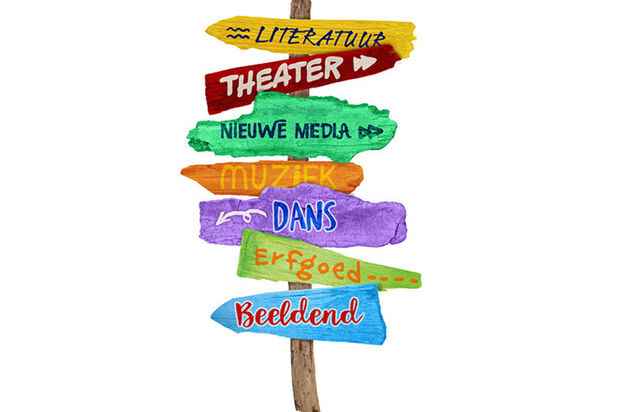 LITERATUUR
THEATER
NIEUWE MEDIA
MUZIEK
DANS
Erfgoed----
Beeldend